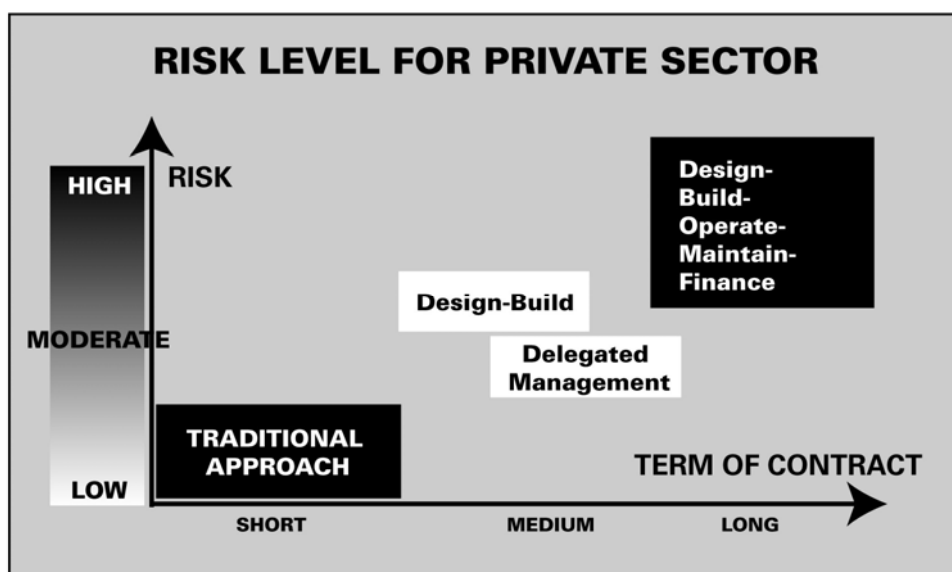 RISK LEVEL FOR PRIVATE SECTOR
HIGH
RISK
Design-
Build-
Operate-
Maintain-
Finance
Design-Build
MODERATE
Delegated
Management
TRADITIONAL
APPROACH
TERM OF CONTRACT
LOW
SHORT
MEDIUM
LONG